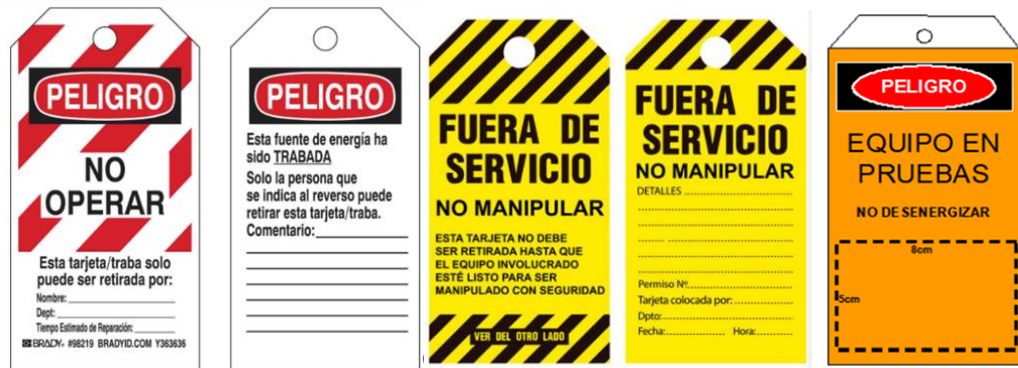 PELIGRO
NO
OPERAR
Esta tarjeta/traba solo
puede ser retirada por:
Nombre:
Dept:
Tiempo Estimado de Reparación:
BRADY® #98219 BRADYID.COM Y363636
PELIGRO
Esta fuente de energía ha
sido TRABADA
Solo la persona que
se indica al reverso puede
retirar esta tarjeta/traba.
Comentario:
FUERA DE
SERVICIO
NO MANIPULAR
ESTA TARJETA NO DEBE
SER RETIRADA HASTA QUE
EL EQUIPO INVOLUCRADO
ESTÉ LISTO PARA SER
MANIPULADO CON SEGURIDAD
VER DEL OTRO LADO
FUERA DE
SERVICIO
NO MANIPULAR
DETALLES
Permiso Nº
Tarjeta colocada por:
Dpto:
Fecha: Hora:
PELIGRO
EQUIPO EN
PRUEBAS
NO DE SENERGIZAR
8cm
5cm